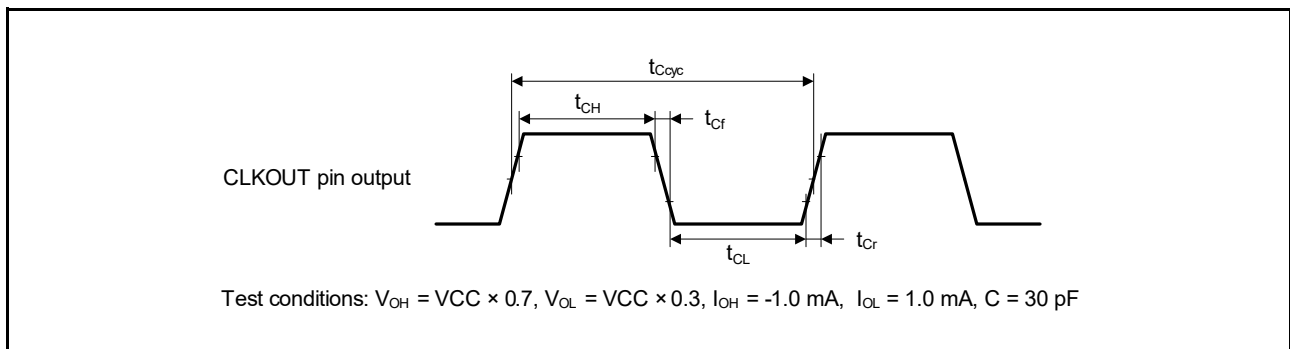 tCcyc
tCH
tCf
CLKOUT pin output
tCL
tCr
Test conditions: VOH = VCC × 0.7, VOL = VCC × 0.3, IOH = -1.0 mA, IOL = 1.0 mA, C = 30 pF